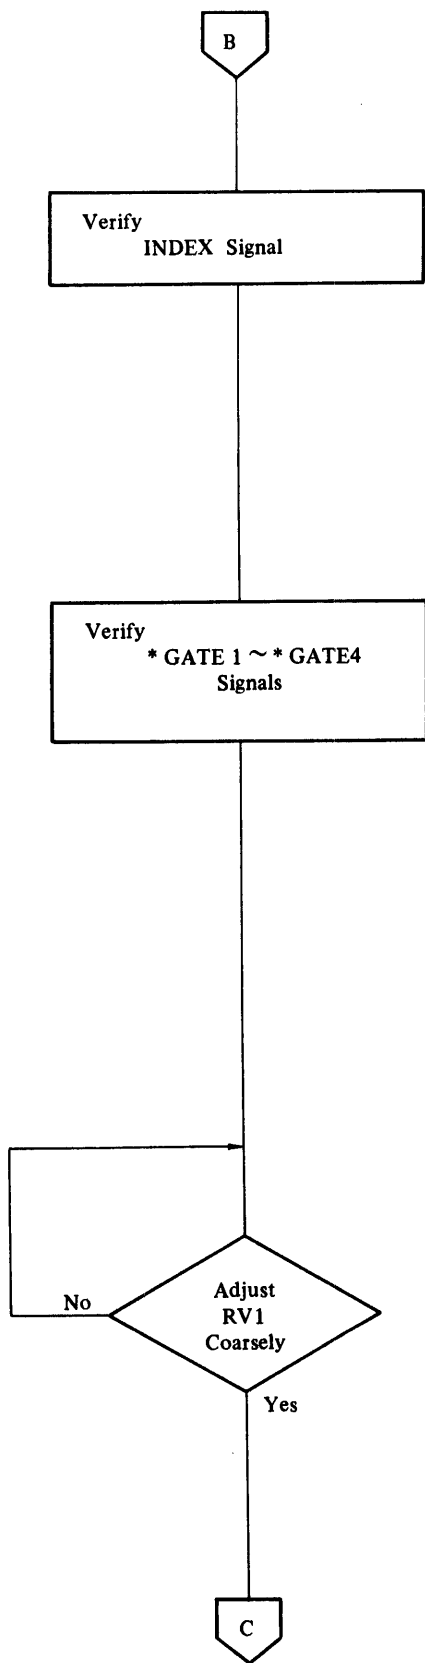 B
Verify
INDEX Signal
Verify
* GATE 1 ~ * GATE4
Signals
Adjust
RV1
Coarsely
No
Yes
C